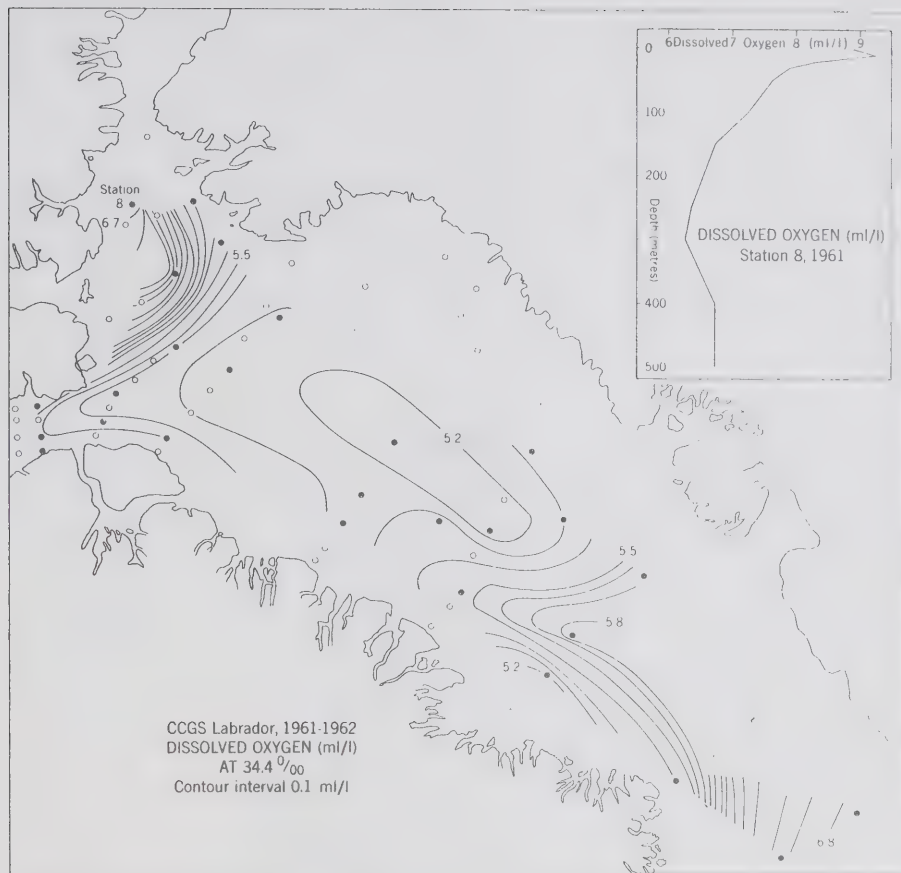 6 Dissolved 7 Oxygen 8 (ml/l) 9
0
100
200
400
500
Depth (metres)
DISSOLVED OXYGEN (ml/l)
Station 8, 1961
Station
8
6.7
5.5
5.2
5.5
5.8
5.2
6.8
CCGS Labrador, 1961-1962
DISSOLVED OXYGEN (ml/l)
AT 34.4 ⁰/₀₀
Contour interval 0.1 ml/l